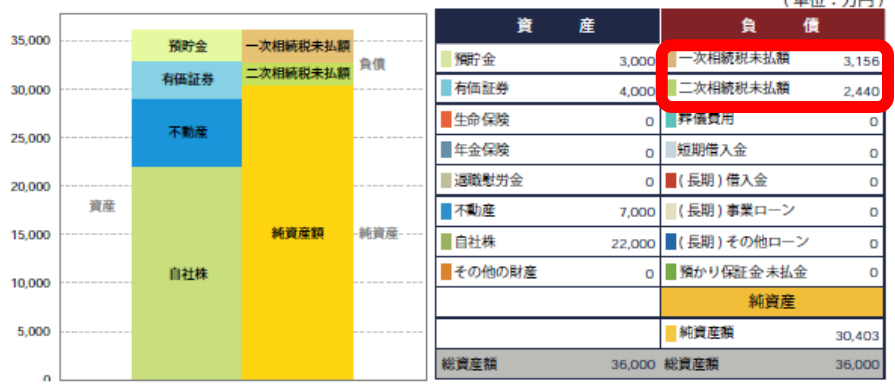 (単位：万円)
35,000
30,000
25,000
20,000
15,000
10,000
5,000
0
資産
預貯金
有価証券
不動産
自社株
一次相続税未払額
二次相続税未払額
純資産額
負債
純資産
資 産 負 債
預貯金 3,000 一次相続税未払額 3,156
有価証券 4,000 二次相続税未払額 2,440
生命保険 0 葬儀費用 0
年金保険 0 短期借入金 0
退職慰労金 0 (長期)借入金 0
不動産 7,000 (長期)事業ローン 0
自社株 22,000 (長期)その他ローン 0
その他の財産 0 預かり保証金未払金 0
純資産
純資産額 30,403
総資産額 36,000 総資産額 36,000